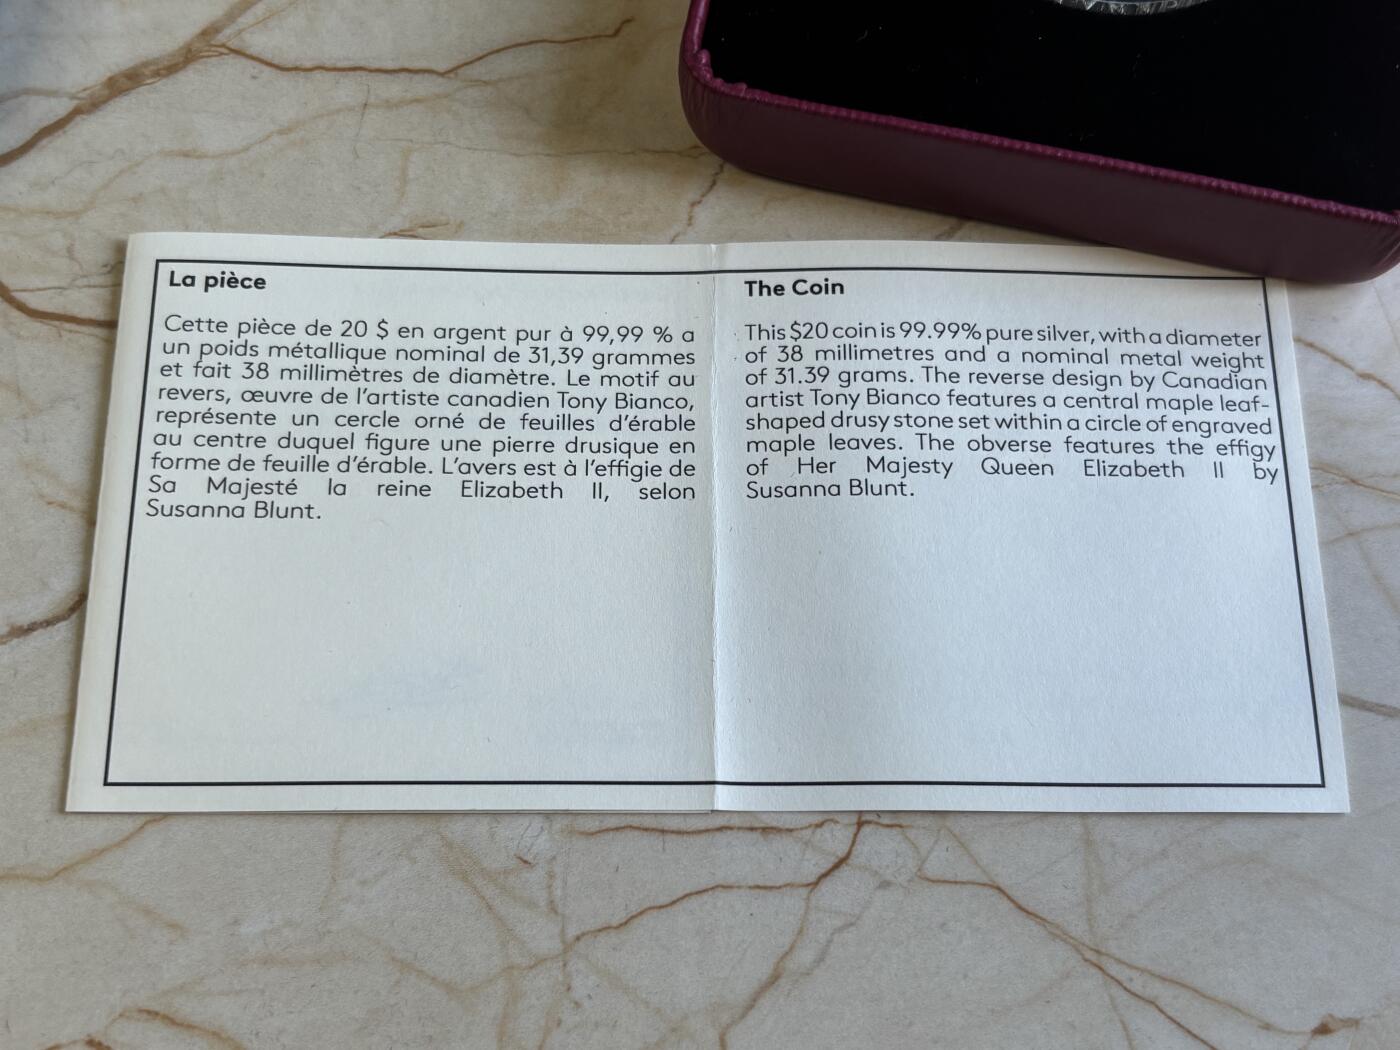 La pièce
Cette pièce de 20 $ en argent pur à 99,99 % a
un poids métallique nominal de 31,39 grammes
et fait 38 millimètres de diamètre. Le motif au
revers, œuvre de l'artiste canadien Tony Bianco,
représente un cercle orné de feuilles d'érable
au centre duquel figure une pierre drusique en
forme de feuille d'érable. L'avers est à l'effigie de
Sa Majesté la reine Elizabeth II, selon
Susanna Blunt.
The Coin
This $20 coin is 99.99% pure silver, with a diameter
of 38 millimetres and a nominal metal weight
of 31.39 grams. The reverse design by Canadian
artist Tony Bianco features a central maple leaf-
shaped drusy stone set within a circle of engraved
maple leaves. The obverse features the effigy
of Her Majesty Queen Elizabeth II by
Susanna Blunt.